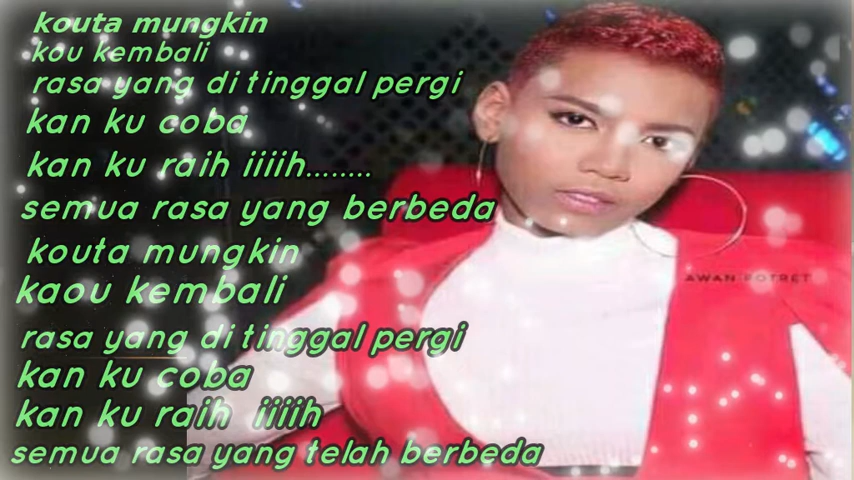 kouta mungkin
kou kembali
rasa yang di tinggal pergi
kan ku coba
kan ku raih iiiih........
semua rasa yang berbeda
kouta mungkin
kaou kembali
rasa yang di tinggal pergi
kan ku coba
kan ku raih iiiih
semua rasa yang telah berbeda
AWAN POTRET